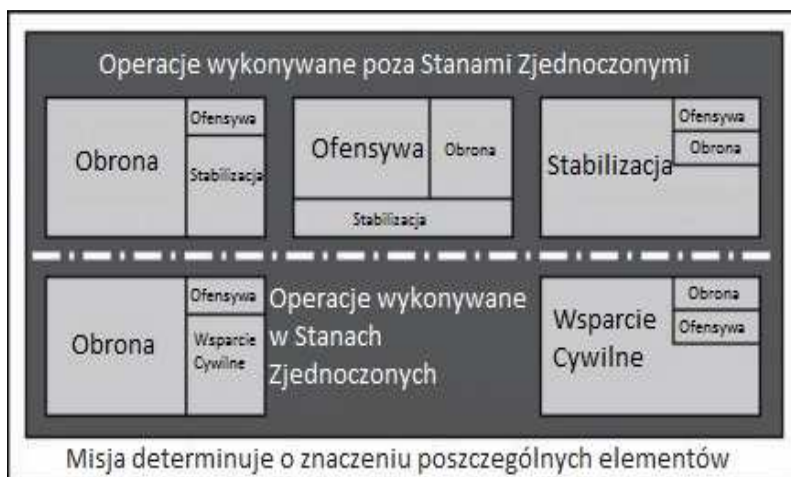 Operacje wykonywane poza Stanami Zjednoczonymi
Obrona
Ofensywa
Stabilizacja
Ofensywa
Obrona
Stabilizacja
Stabilizacja
Ofensywa
Obrona
Obrona
Ofensywa
Wsparcie
Cywilne
Operacje wykonywane
w Stanach
Zjednoczonych
Wsparcie
Cywilne
Obrona
Ofensywa
Misja determinuje o znaczeniu poszczególnych elementów